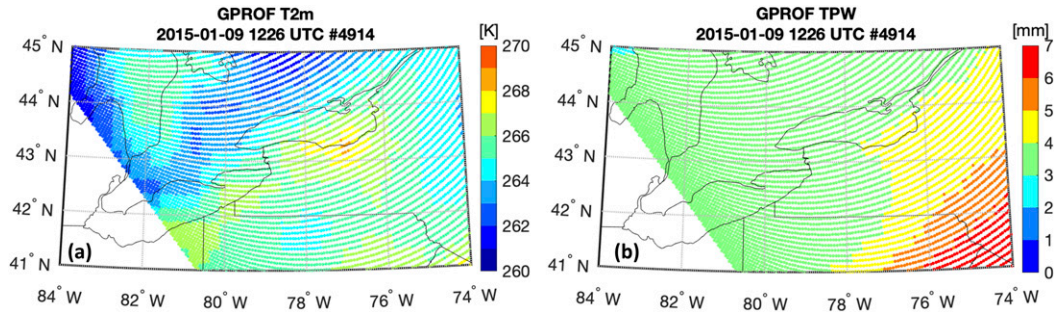 GPROF T2m
2015-01-09 1226 UTC #4914
[K]
45° N
44° N
43° N
42° N
41° N
84° W
82° W
80° W
78° W
76° W
74° W
270
268
266
264
262
260
(a)
GPROF TPW
2015-01-09 1226 UTC #4914
[mm]
45° N
44° N
43° N
42° N
41° N
84° W
82° W
80° W
78° W
76° W
74° W
7
6
5
4
3
2
1
0
(b)